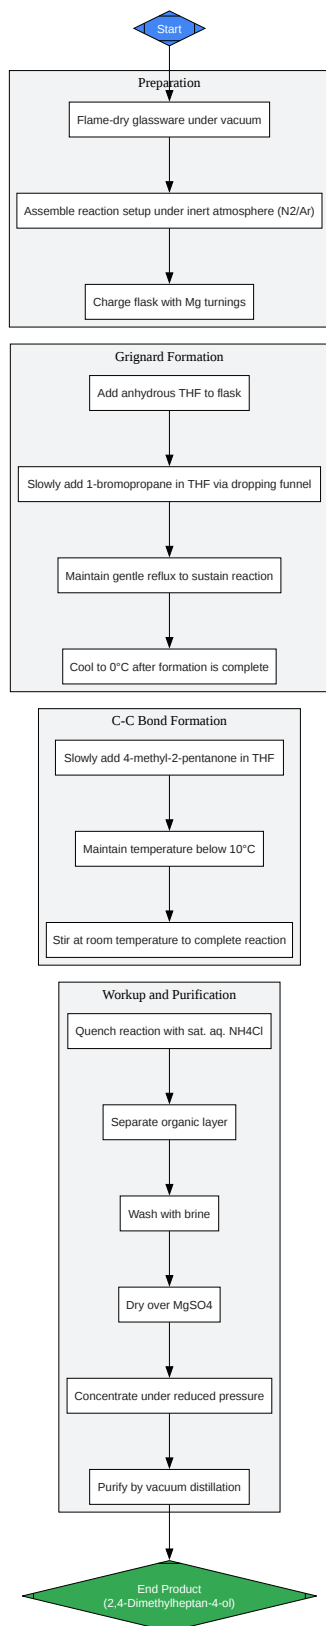 Start
Preparation
Flame-dry glassware under vacuum
Assemble reaction setup under inert atmosphere (N2/Ar)
Charge flask with Mg turnings
Grignard Formation
Add anhydrous THF to flask
Slowly add 1-bromopropane in THF via dropping funnel
Maintain gentle reflux to sustain reaction
Cool to 0°C after formation is complete
C-C Bond Formation
Slowly add 4-methyl-2-pentanone in THF
Maintain temperature below 10°C
Stir at room temperature to complete reaction
Workup and Purification
Quench reaction with sat. aq. NH4Cl
Separate organic layer
Wash with brine
Dry over MgSO4
Concentrate under reduced pressure
Purify by vacuum distillation
End Product
(2,4-Dimethylheptan-4-ol)